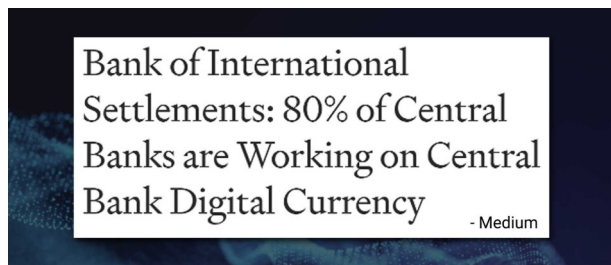 Bank of International
Settlements: 80% of Central
Banks are Working on Central
Bank Digital Currency
- Medium